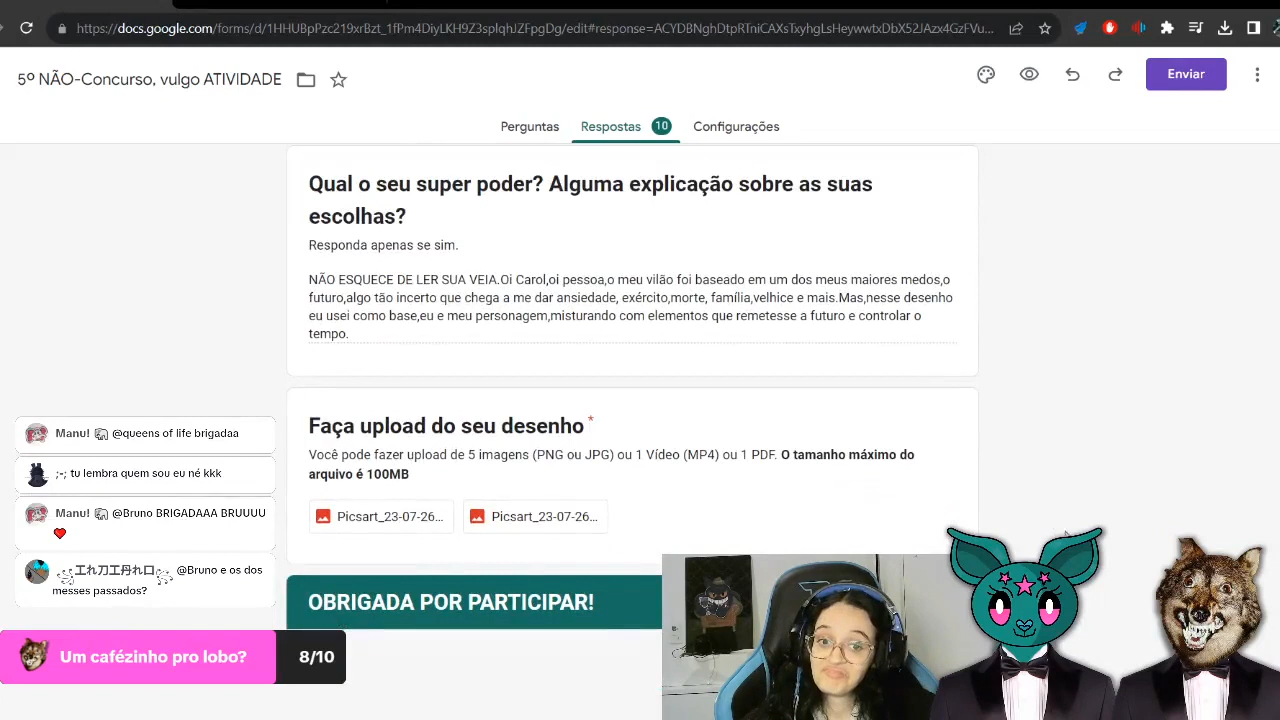 https://docs.google.com/forms/d/1HHUBpPzc219xrBzt_1fPm4DiyLKH9Z3splqhJZFpgDg/edit#response=ACYDBNghDtpRTniCAXsTxyhgLsHeywwtxDbX52JAzx4GzFVu...
5º NÃO-Concurso, vulgo ATIVIDADE
Enviar
Perguntas
Respostas 10
Configurações
Qual o seu super poder? Alguma explicação sobre as suas
escolhas?
Responda apenas se sim.
NÃO ESQUECE DE LER SUA VEIA.Oi Carol,oi pessoa,o meu vilão foi baseado em um dos meus maiores medos,o
futuro,algo tão incerto que chega a me dar ansiedade, exército,morte, família,velhice e mais.Mas,nesse desenho
eu usei como base,eu e meu personagem,misturando com elementos que remetesse a futuro e controlar o
tempo.
Faça upload do seu desenho *
Você pode fazer upload de 5 imagens (PNG ou JPG) ou 1 Vídeo (MP4) ou 1 PDF. O tamanho máximo do
arquivo é 100MB
Picsart_23-07-26...
Picsart_23-07-26...
OBRIGADA POR PARTICIPAR!
Manu! @queens of life brigadaa
;-; tu lembra quem sou eu né kkk
Manu! @Bruno BRIGADAAA BRUUUU
❤
@Bruno e os dos
messes passados?
Um cafézinho pro lobo? 8/10